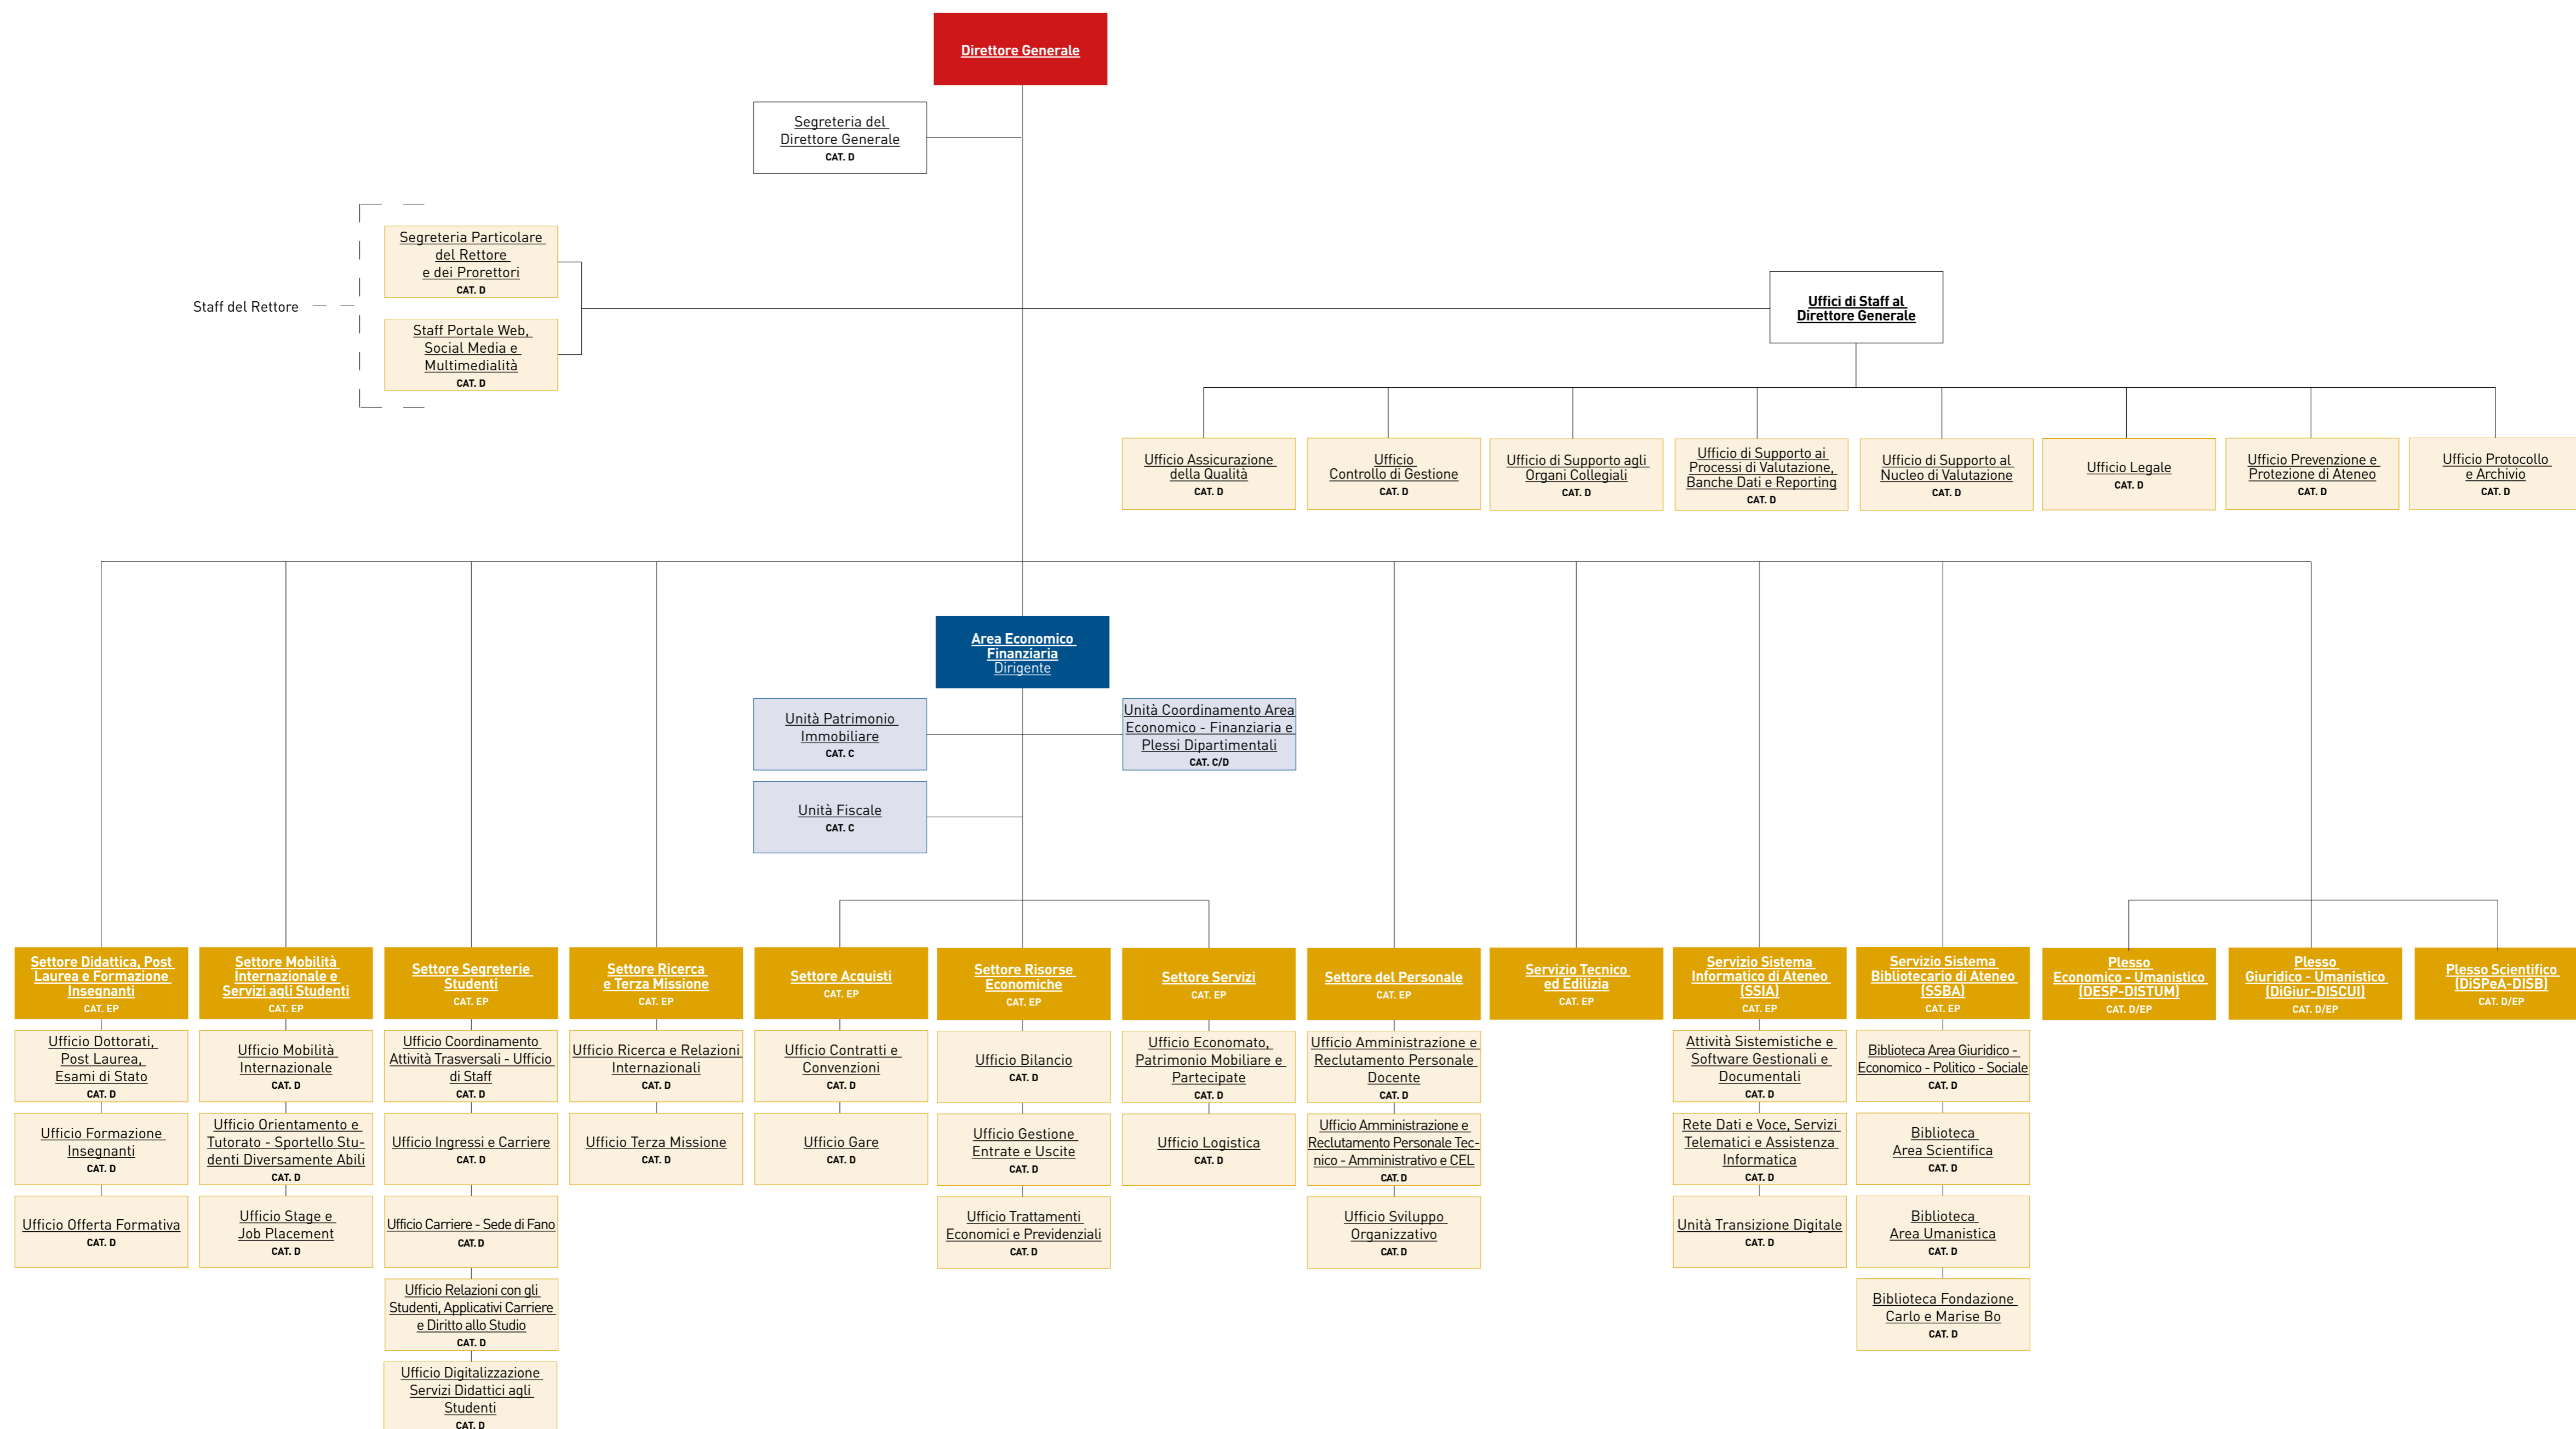 Direttore Generale
Segreteria del
Direttore Generale
CAT. D
Staff del Rettore
Segreteria Particolare
del Rettore
e dei Prorettori
CAT. D
Staff Portale Web,
Social Media e
Multimedialità
CAT. D
Uffici di Staff al
Direttore Generale
Ufficio Assicurazione
della Qualità
CAT. D
Ufficio
Controllo di Gestione
CAT. D
Ufficio di Supporto agli
Organi Collegiali
CAT. D
Ufficio di Supporto ai
Processi di Valutazione,
Banche Dati e Reporting
CAT. D
Ufficio di Supporto al
Nucleo di Valutazione
CAT. D
Ufficio Legale
CAT. D
Ufficio Prevenzione e
Protezione di Ateneo
CAT. D
Ufficio Protocollo
e Archivio
CAT. D
Area Economico
Finanziaria
Dirigente
Unità Patrimonio
Immobiliare
CAT. C
Unità Coordinamento Area
Economico - Finanziaria e
Plessi Dipartimentali
CAT. C/D
Unità Fiscale
CAT. C
Settore Didattica, Post
Laurea e Formazione
Insegnanti
CAT. EP
Ufficio Dottorati,
Post Laurea,
Esami di Stato
CAT. D
Ufficio Formazione
Insegnanti
CAT. D
Ufficio Offerta Formativa
CAT. D
Settore Mobilità
Internazionale e
Servizi agli Studenti
CAT. EP
Ufficio Mobilità
Internazionale
CAT. D
Ufficio Orientamento e
Tutorato - Sportello Stu-
denti Diversamente Abili
CAT. D
Ufficio Stage e
Job Placement
CAT. D
Settore Segreterie
Studenti
CAT. EP
Ufficio Coordinamento
Attività Trasversali - Ufficio
di Staff
CAT. D
Ufficio Ingressi e Carriere
CAT. D
Ufficio Carriere - Sede di Fano
CAT. D
Ufficio Relazioni con gli
Studenti, Applicativi Carriere
e Diritto allo Studio
CAT. D
Ufficio Digitalizzazione
Servizi Didattici agli
Studenti
CAT. D
Settore Ricerca
e Terza Missione
CAT. EP
Ufficio Ricerca e Relazioni
Internazionali
CAT. D
Ufficio Terza Missione
CAT. D
Settore Acquisti
CAT. EP
Ufficio Contratti e
Convenzioni
CAT. D
Ufficio Gare
CAT. D
Settore Risorse
Economiche
CAT. EP
Ufficio Bilancio
CAT. D
Ufficio Gestione
Entrate e Uscite
CAT. D
Ufficio Trattamenti
Economici e Previdenziali
CAT. D
Settore Servizi
CAT. EP
Ufficio Economato,
Patrimonio Mobiliare e
Partecipate
CAT. D
Ufficio Logistica
CAT. D
Settore del Personale
CAT. EP
Ufficio Amministrazione e
Reclutamento Personale
Docente
CAT. D
Ufficio Amministrazione e
Reclutamento Personale Tec-
nico - Amministrativo e CEL
CAT. D
Ufficio Sviluppo
Organizzativo
CAT. D
Servizio Tecnico
ed Edilizia
CAT. EP
Servizio Sistema
Informatico di Ateneo
(SSIA)
CAT. EP
Attività Sistemistiche e
Software Gestionali e
Documentali
CAT. D
Rete Dati e Voce, Servizi
Telematici e Assistenza
Informatica
CAT. D
Unità Transizione Digitale
CAT. D
Servizio Sistema
Bibliotecario di Ateneo
(SSBA)
CAT. EP
Biblioteca Area Giuridico -
Economico - Politico - Sociale
CAT. D
Biblioteca
Area Scientifica
CAT. D
Biblioteca
Area Umanistica
CAT. D
Biblioteca Fondazione
Carlo e Marise Bo
CAT. D
Plesso
Economico - Umanistico
(DESP-DISTUM)
CAT. D/EP
Plesso
Giuridico - Umanistico
(DiGiur-DISCUI)
CAT. D/EP
Plesso Scientifico
(DiSPeA-DISB)
CAT. D/EP